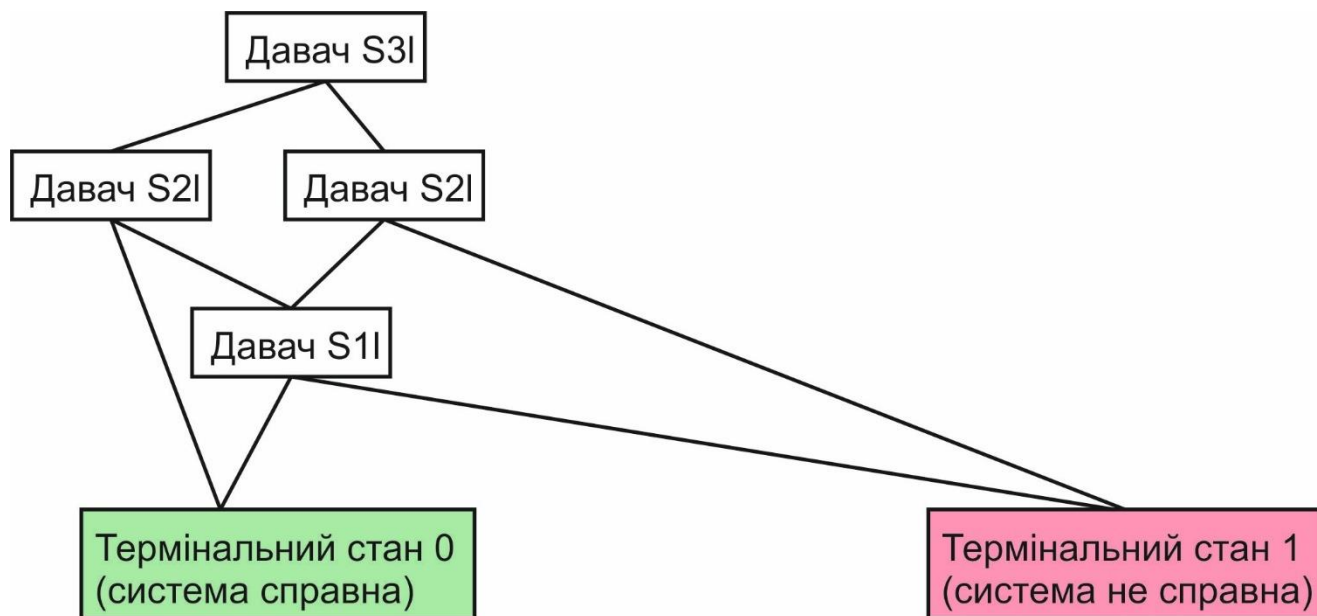 Давач S3l
Давач S2l
Давач S2l
Давач S1l
Термінальний стан 0
(система справна)
Термінальний стан 1
(система не справна)